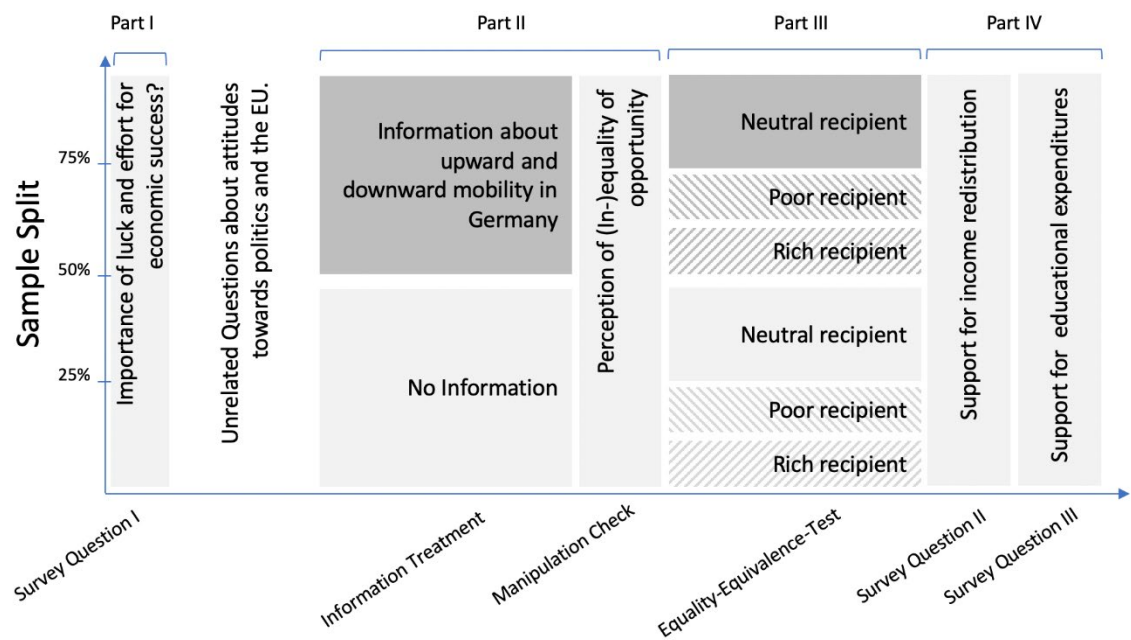 Part I
Part II
Part III
Part IV
Sample Split
75%
50%
25%
Importance of luck and effort for
economic success?
Unrelated Questions about attitudes
towards politics and the EU.
Information about
upward and
downward mobility in
Germany
No Information
Perception of (In-)equality of
opportunity
Neutral recipient
Poor recipient
Rich recipient
Neutral recipient
Poor recipient
Rich recipient
Support for income redistribution
Support for educational expenditures
Survey Question I
Information Treatment
Manipulation Check
Equality-Equivalence-Test
Survey Question II
Survey Question III